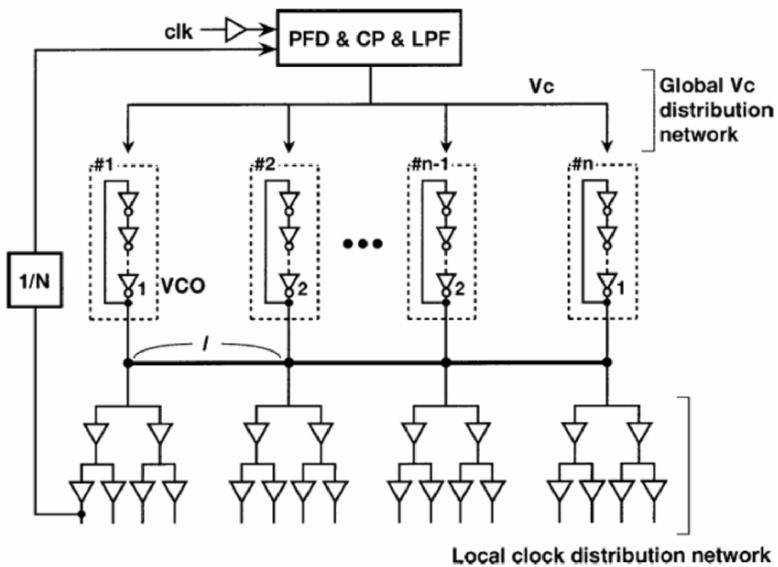 clk
PFD & CP & LPF
Vc
Global Vc
distribution
network
#1
#2
#n-1
#n
1/N
1
VCO
2
•••
2
1
l
Local clock distribution network